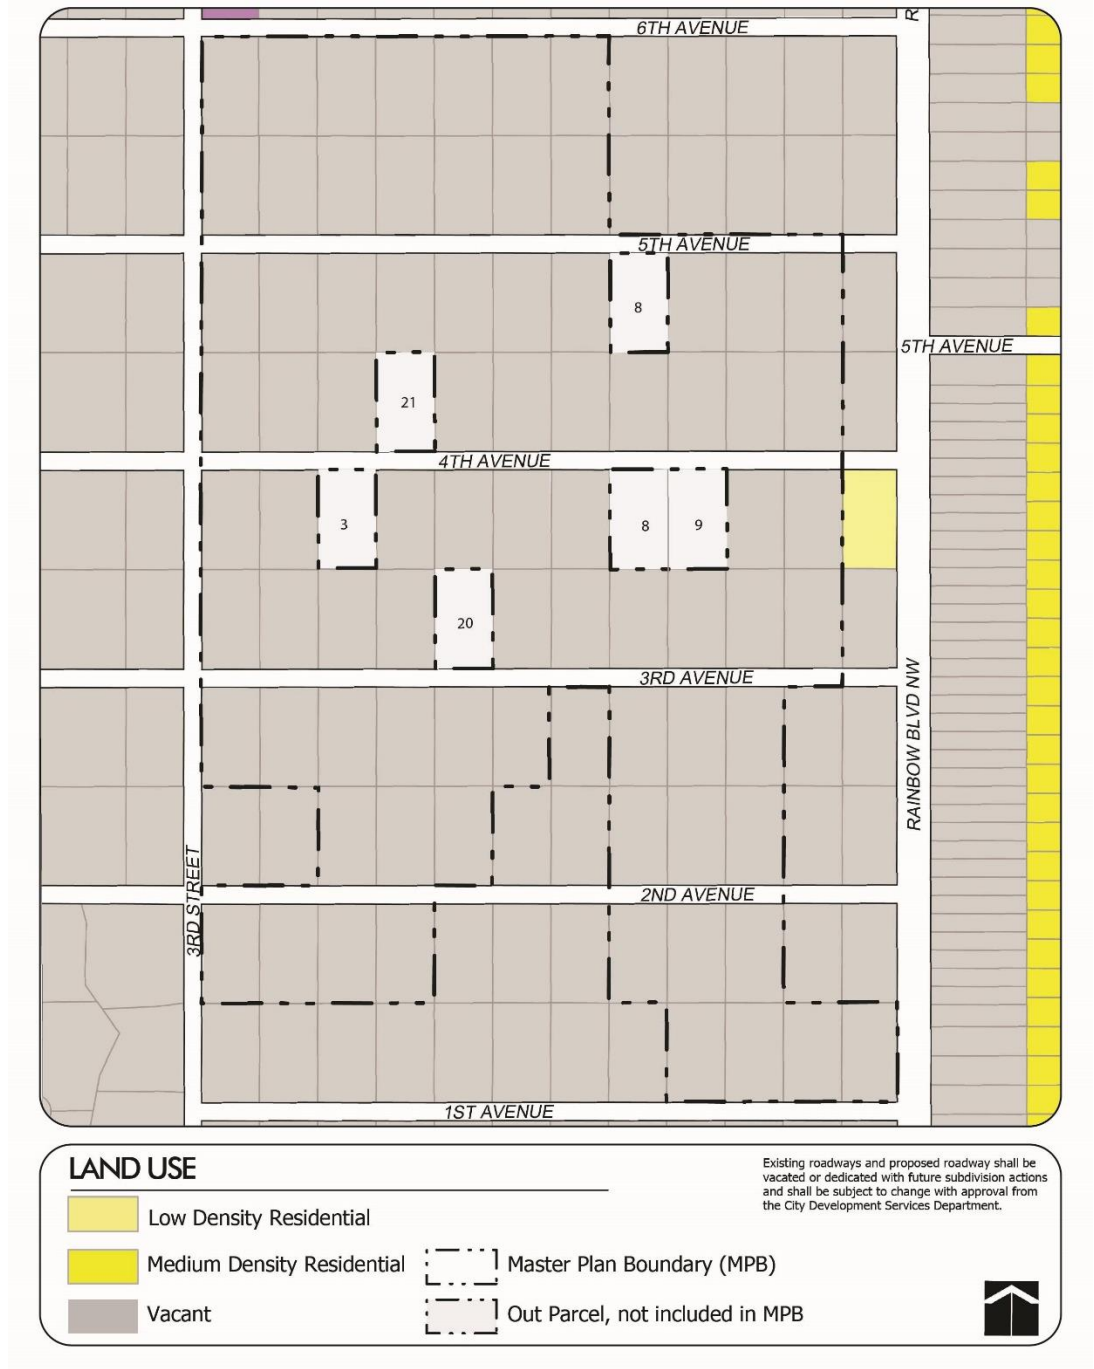 6TH AVENUE
R
5TH AVENUE
8
5TH AVENUE
21
4TH AVENUE
3
8
9
20
3RD AVENUE
RAINBOW BLVD NW
3RD STREET
2ND AVENUE
1ST AVENUE
LAND USE
Existing roadways and proposed roadway shall be
vacated or dedicated with future subdivision actions
and shall be subject to change with approval from
the City Development Services Department.
Low Density Residential
Medium Density Residential
Master Plan Boundary (MPB)
Vacant
Out Parcel, not included in MPB